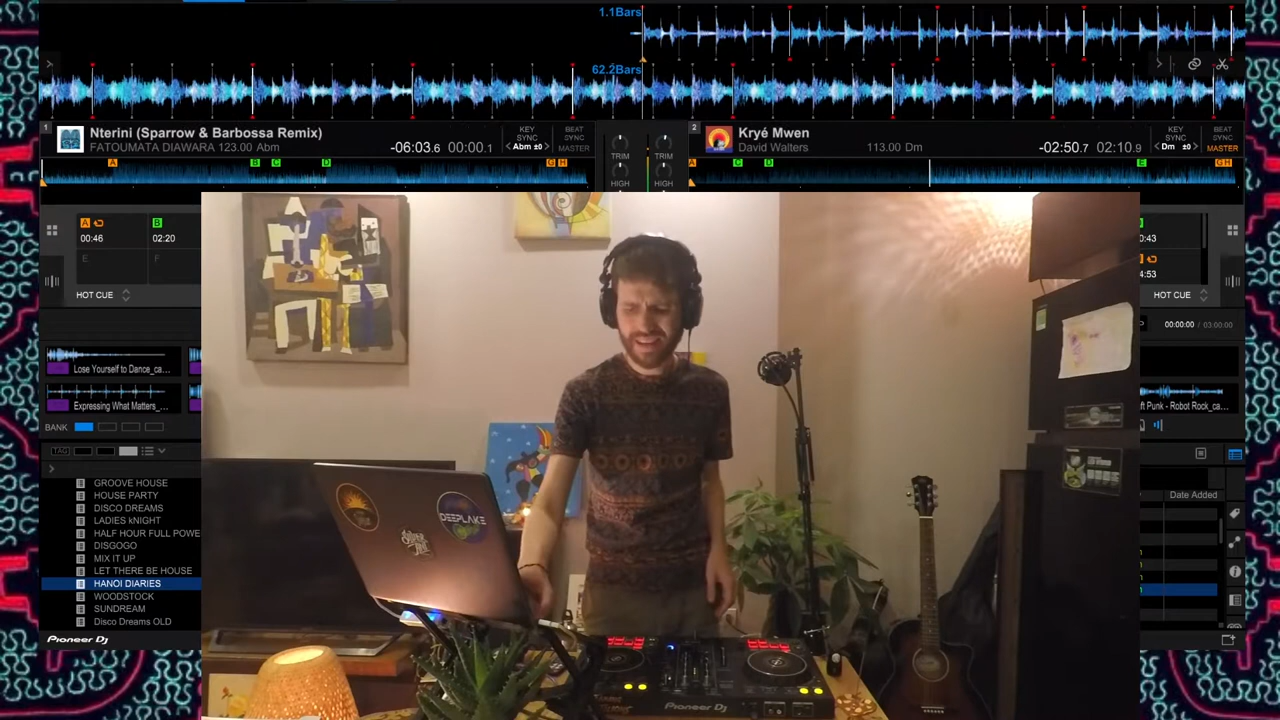 1.1Bars
62.2Bars
1
Nterini (Sparrow & Barbossa Remix)
FATOUMATA DIAWARA 123.00 Abm
-06:03.6 00:00.1
KEY SYNC
BEAT SYNC
Abm ±0
MASTER
TRIM
HIGH
TRIM
HIGH
2
Kryé Mwen
David Walters
113.00 Dm
-02:50.7 02:10.9
KEY SYNC
BEAT SYNC
Dm ±0
MASTER
A B C D G H
A C D E G H
A
00:46
B
02:20
E
F
HOT CUE
:43
:53
HOT CUE
00:00:00 / 03:00:00
Lose Yourself to Dance_ca...
Expressing What Matters_...
ft Punk - Robot Rock_ca...
BANK
TAG
GROOVE HOUSE
HOUSE PARTY
DISCO DREAMS
LADIES kNIGHT
HALF HOUR FULL POWE
DISGOGO
MIX IT UP
LET THERE BE HOUSE
HANOI DIARIES
WOODSTOCK
SUNDREAM
Disco Dreams OLD
Date Added
Pioneer Dj
DEEPLAKE
Pioneer Dj